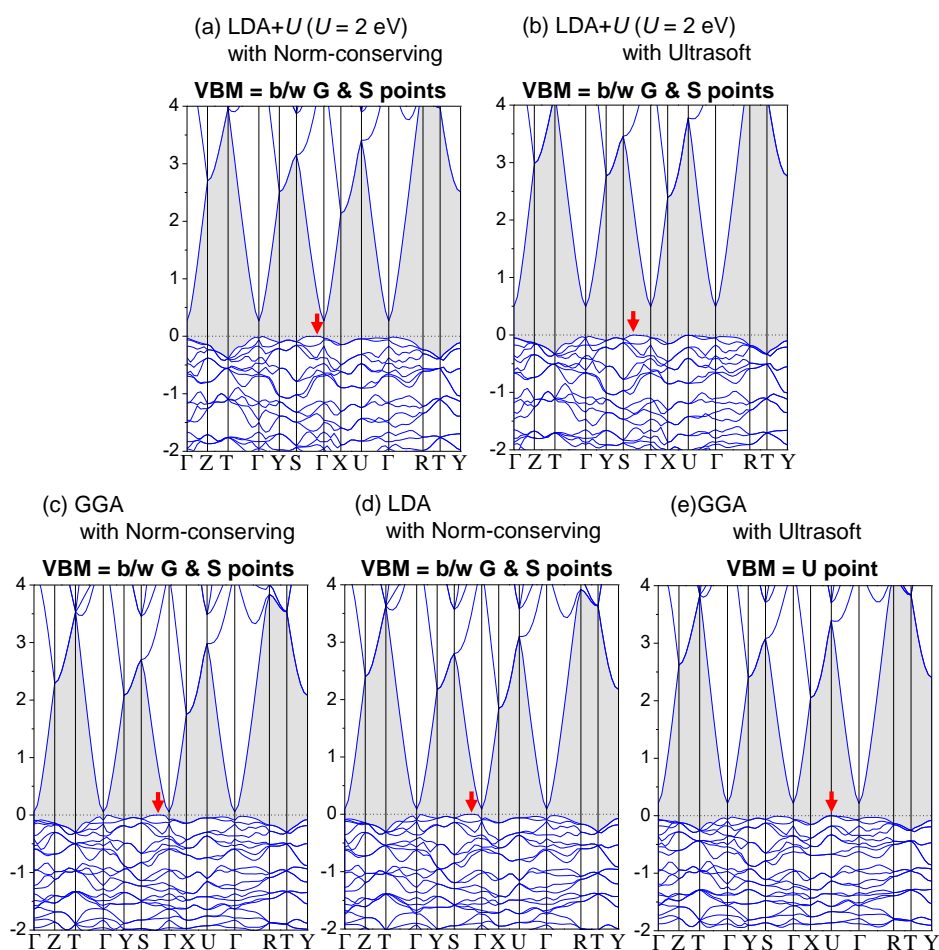 (a) LDA+U (U = 2 eV)
with Norm-conserving
VBM = b/w G & S points
4
3
2
1
0
-1
-2
Γ Z T Γ Y S Γ X U Γ R T Y
(b) LDA+U (U = 2 eV)
with Ultrasoft
VBM = b/w G & S points
4
3
2
1
0
-1
-2
Γ Z T Γ Y S Γ X U Γ R T Y
(c) GGA
with Norm-conserving
VBM = b/w G & S points
4
3
2
1
0
-1
-2
Γ Z T Γ Y S Γ X U Γ R T Y
(d) LDA
with Norm-conserving
VBM = b/w G & S points
4
3
2
1
0
-1
-2
Γ Z T Γ Y S Γ X U Γ R T Y
(e)GGA
with Ultrasoft
VBM = U point
4
3
2
1
0
-1
-2
Γ Z T Γ Y S Γ X U Γ R T Y